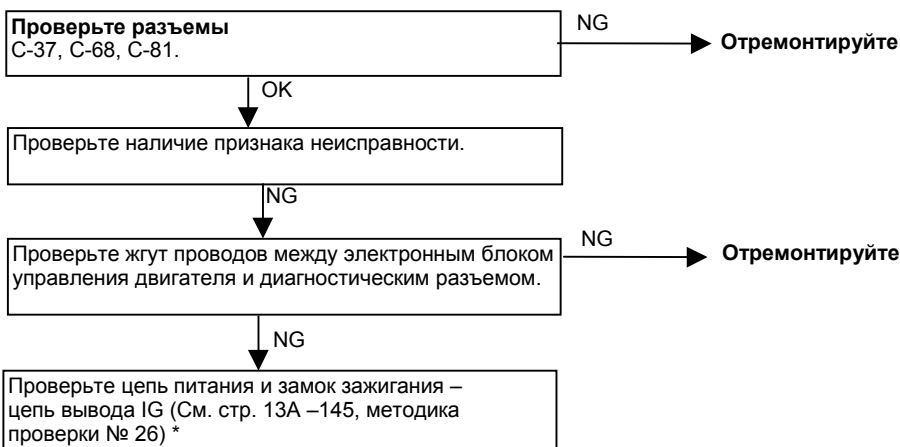 Проверьте разъемы
С-37, С-68, С-81.
NG
Отремонтируйте
OK
Проверьте наличие признака неисправности.
NG
Проверьте жгут проводов между электронным блоком
управления двигателя и диагностическим разъемом.
NG
Отремонтируйте
NG
Проверьте цепь питания и замок зажигания –
цепь вывода IG (См. стр. 13А –145, методика
проверки № 26) *